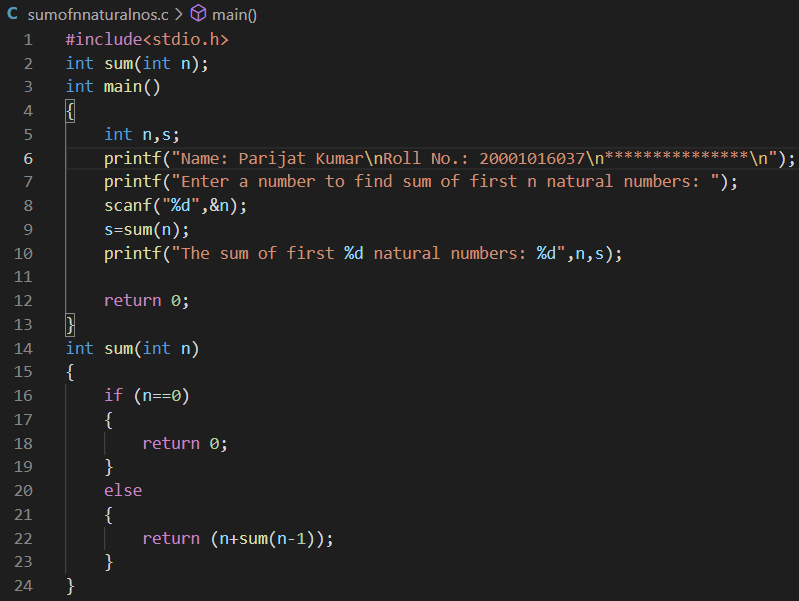 C sumofnnaturalnos.c > main()
1 #include<stdio.h>
2 int sum(int n);
3 int main()
4 {
5     int n,s;
6     printf("Name: Parijat Kumar\nRoll No.: 20001016037\n***************\n");
7     printf("Enter a number to find sum of first n natural numbers: ");
8     scanf("%d",&n);
9     s=sum(n);
10     printf("The sum of first %d natural numbers: %d",n,s);
11
12     return 0;
13 }
14 int sum(int n)
15 {
16     if (n==0)
17     {
18         return 0;
19     }
20     else
21     {
22         return (n+sum(n-1));
23     }
24 }